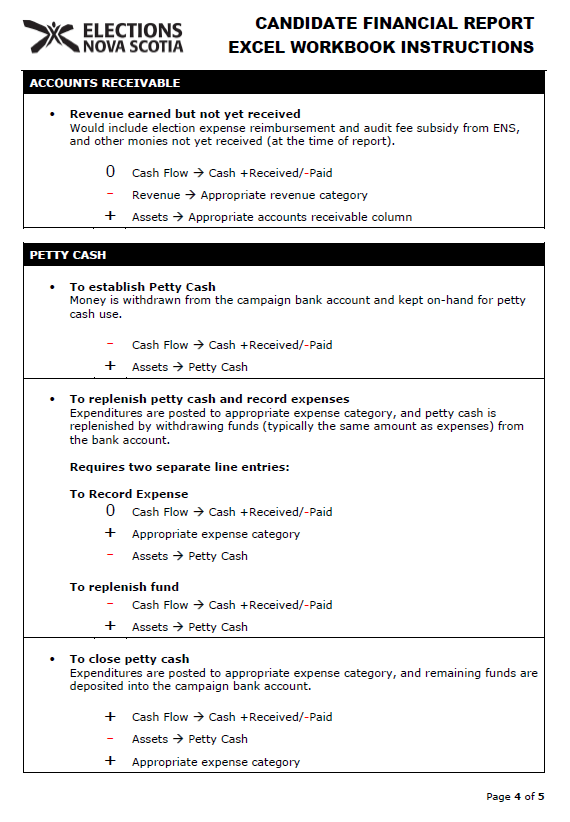 ELECTIONS
NOVA SCOTIA
CANDIDATE FINANCIAL REPORT
EXCEL WORKBOOK INSTRUCTIONS
ACCOUNTS RECEIVABLE
• Revenue earned but not yet received
Would include election expense reimbursement and audit fee subsidy from ENS,
and other monies not yet received (at the time of report).
0 Cash Flow → Cash +Received/-Paid
- Revenue → Appropriate revenue category
+ Assets → Appropriate accounts receivable column
PETTY CASH
• To establish Petty Cash
Money is withdrawn from the campaign bank account and kept on-hand for petty
cash use.
- Cash Flow → Cash +Received/-Paid
+ Assets → Petty Cash
• To replenish petty cash and record expenses
Expenditures are posted to appropriate expense category, and petty cash is
replenished by withdrawing funds (typically the same amount as expenses) from
the bank account.
Requires two separate line entries:
To Record Expense
0 Cash Flow → Cash +Received/-Paid
+ Appropriate expense category
- Assets → Petty Cash
To replenish fund
- Cash Flow → Cash +Received/-Paid
+ Assets → Petty Cash
• To close petty cash
Expenditures are posted to appropriate expense category, and remaining funds are
deposited into the campaign bank account.
+ Cash Flow → Cash +Received/-Paid
- Assets → Petty Cash
+ Appropriate expense category
Page 4 of 5